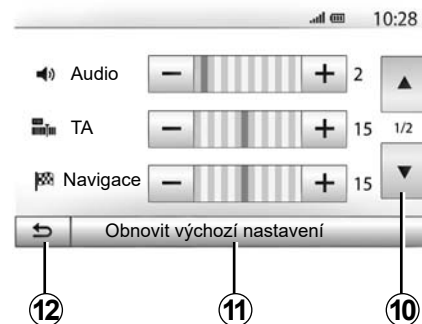 10:28
Audio − + 2
TA − + 15 1/2
Navigace − + 15
Obnovit výchozí nastavení
12 11 10